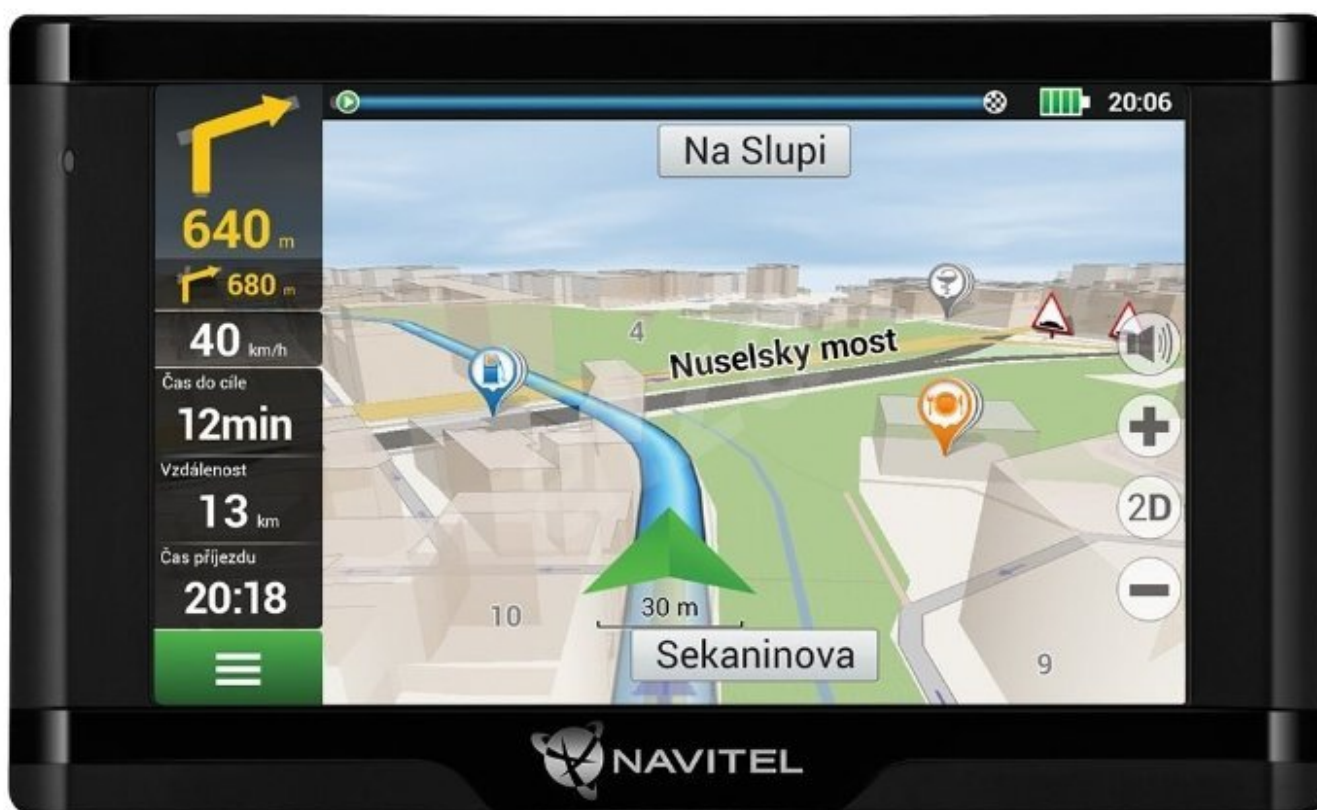 20:06
Na Slupi
640 m
680 m
40 km/h
Čas do cíle
12min
Vzdálenost
13 km
Čas příjezdu
20:18
4
Nuselsky most
2D
30 m
10
Sekaninova
9
NAVITEL